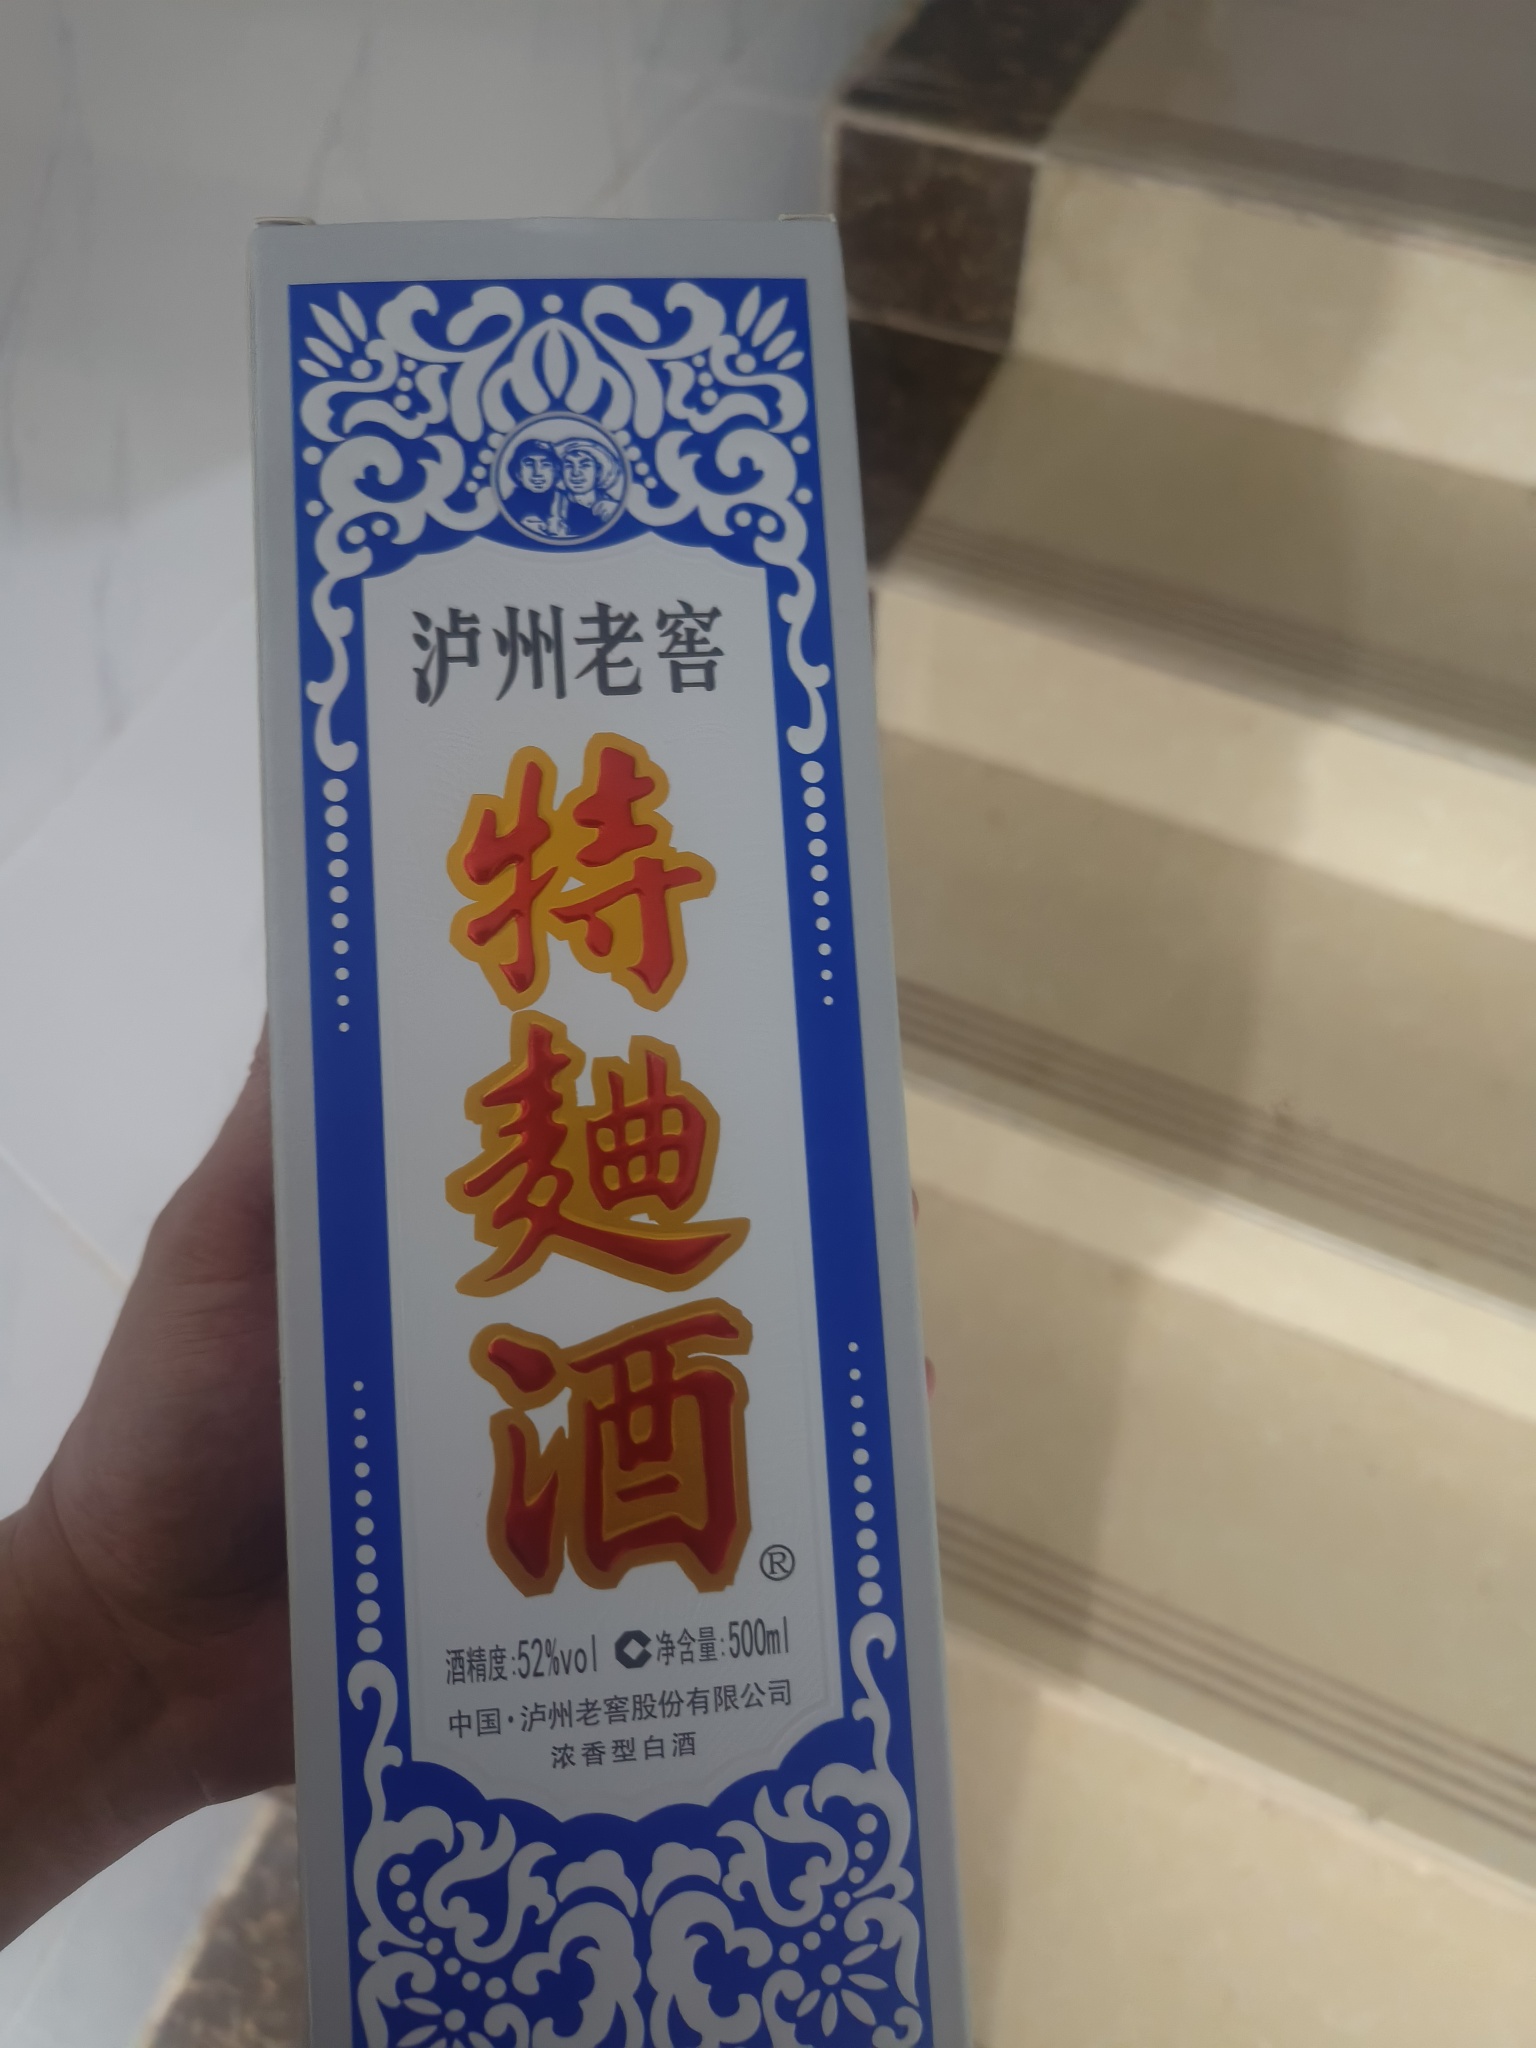 泸州老窖
特麯酒®
酒精度:52%vol 净含量:500ml
中国·泸州老窖股份有限公司
浓香型白酒